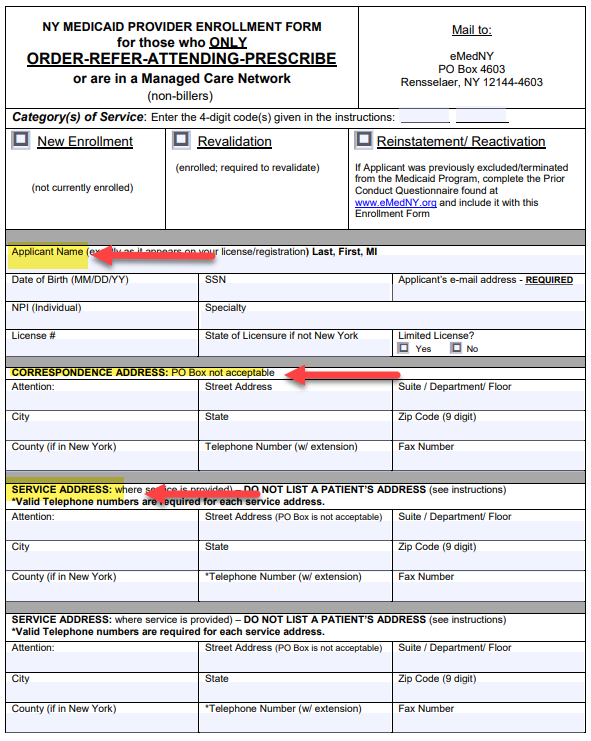 NY MEDICAID PROVIDER ENROLLMENT FORM
for those who ONLY
ORDER-REFER-ATTENDING-PRESCRIBE
or are in a Managed Care Network
(non-billers)
Mail to:
eMedNY
PO Box 4603
Rensselaer, NY 12144-4603
Category(s) of Service: Enter the 4-digit code(s) given in the instructions:
New Enrollment
(not currently enrolled)
Revalidation
(enrolled; required to revalidate)
Reinstatement/ Reactivation
If Applicant was previously excluded/terminated
from the Medicaid Program, complete the Prior
Conduct Questionnaire found at
www.eMedNY.org and include it with this
Enrollment Form
Applicant Name (exactly as it appears on your license/registration) Last, First, MI
Date of Birth (MM/DD/YY) SSN Applicant's e-mail address - REQUIRED
NPI (Individual) Specialty
License # State of Licensure if not New York Limited License?
Yes No
CORRESPONDENCE ADDRESS: PO Box not acceptable
Attention: Street Address Suite / Department/ Floor
City State Zip Code (9 digit)
County (if in New York) Telephone Number (w/ extension) Fax Number
SERVICE ADDRESS: where service is provided) – DO NOT LIST A PATIENT'S ADDRESS (see instructions)
*Valid Telephone numbers are required for each service address.
Attention: Street Address (PO Box is not acceptable) Suite / Department/ Floor
City State Zip Code (9 digit)
County (if in New York) *Telephone Number (w/ extension) Fax Number
SERVICE ADDRESS: where service is provided) – DO NOT LIST A PATIENT'S ADDRESS (see instructions)
*Valid Telephone numbers are required for each service address.
Attention: Street Address (PO Box is not acceptable) Suite / Department/ Floor
City State Zip Code (9 digit)
County (if in New York) *Telephone Number (w/ extension) Fax Number